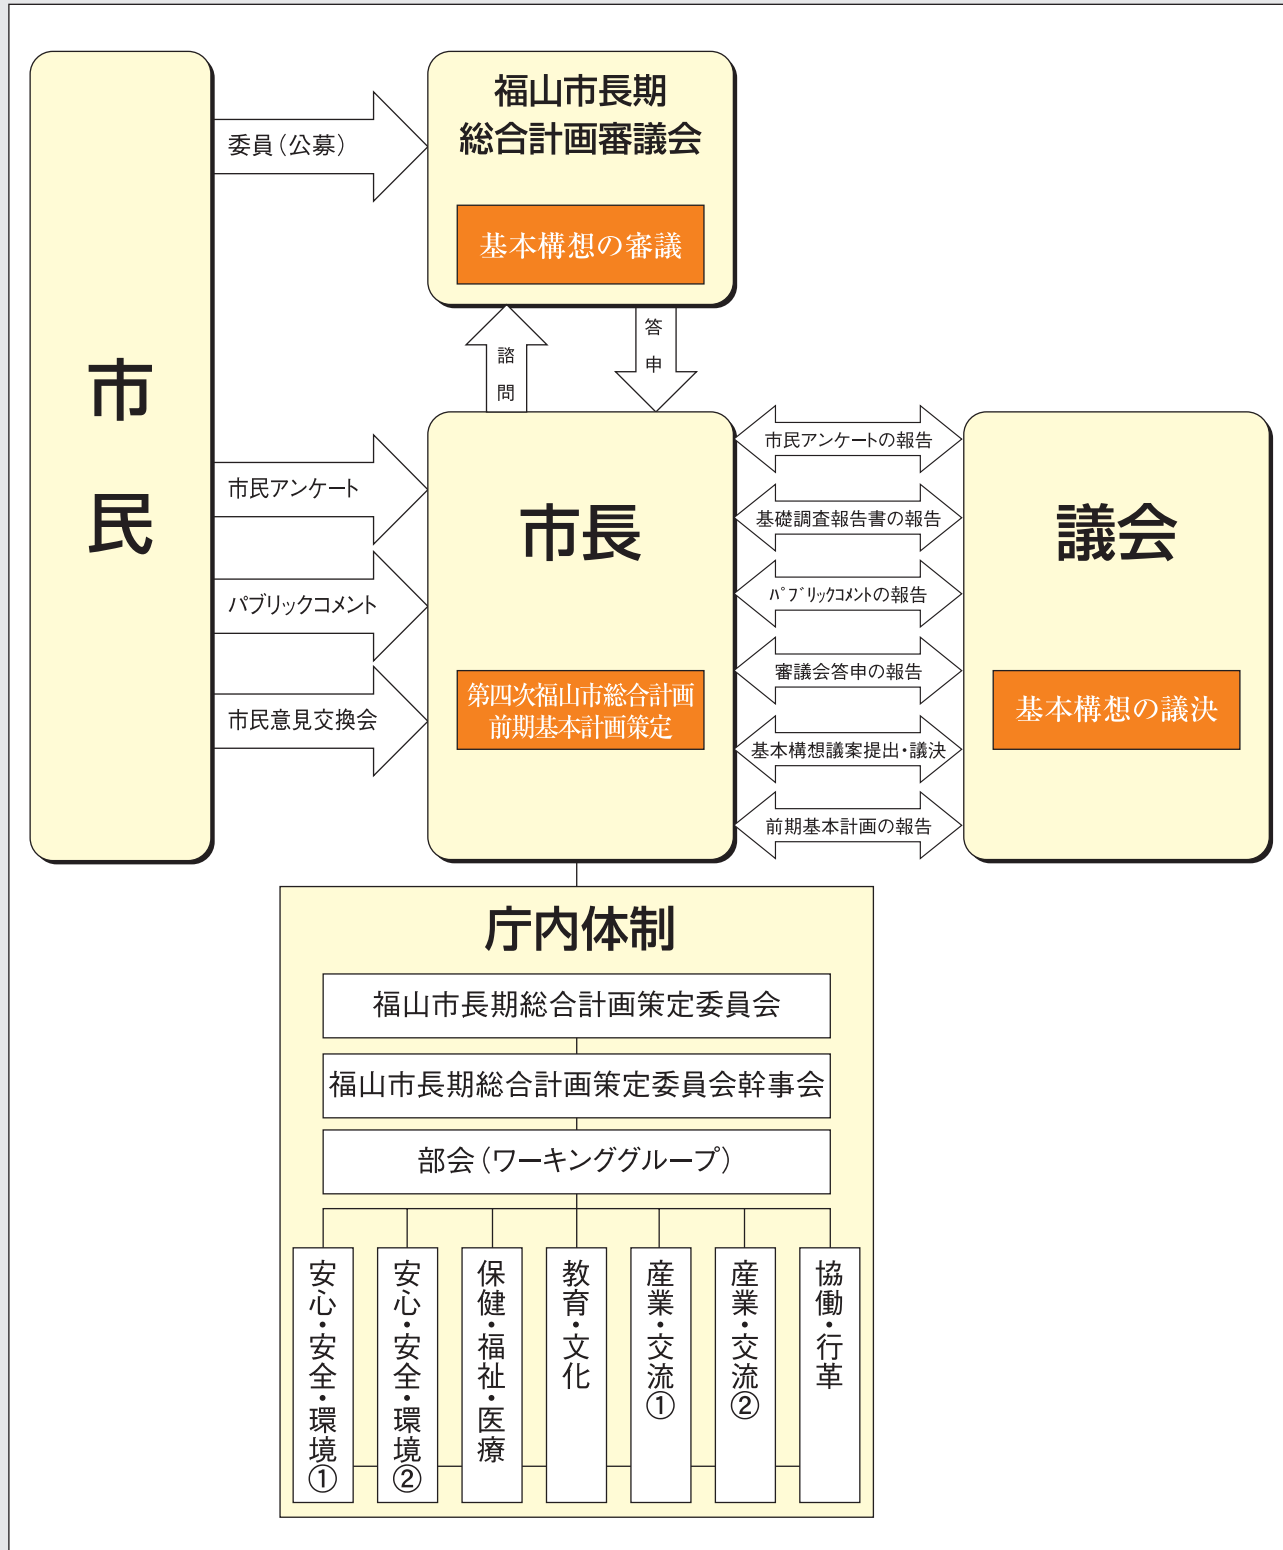 福山市長期
総合計画審議会
基本構想の審議
委員（公募）
市民
諮問
答申
市民アンケート
パブリックコメント
市民意見交換会
市長
第四次福山市総合計画
前期基本計画策定
市民アンケートの報告
基礎調査報告書の報告
パブリックコメントの報告
審議会答申の報告
基本構想議案提出・議決
前期基本計画の報告
議会
基本構想の議決
庁内体制
福山市長期総合計画策定委員会
福山市長期総合計画策定委員会幹事会
部会（ワーキンググループ）
安心・安全・環境①
安心・安全・環境②
保健・福祉・医療
教育・文化
産業・交流①
産業・交流②
協働・行革